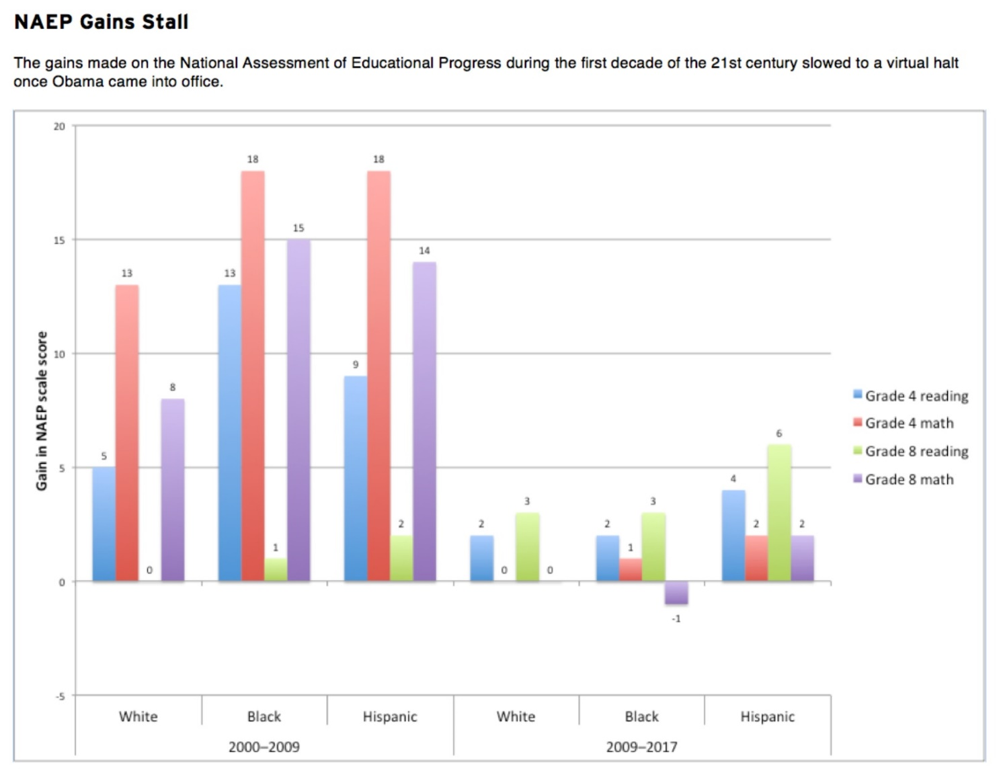 NAEP Gains Stall
The gains made on the National Assessment of Educational Progress during the first decade of the 21st century slowed to a virtual halt
once Obama came into office.
20
18 18
15
15
14
13 13
10
9
8
Gain in NAEP scale score
Grade 4 reading
Grade 4 math
6
Grade 8 reading
5
5
4
Grade 8 math
3 3
2 2 2 2 2
1 1
0 0 0
0
-1
-5
White Black Hispanic White Black Hispanic
2000–2009 2009–2017